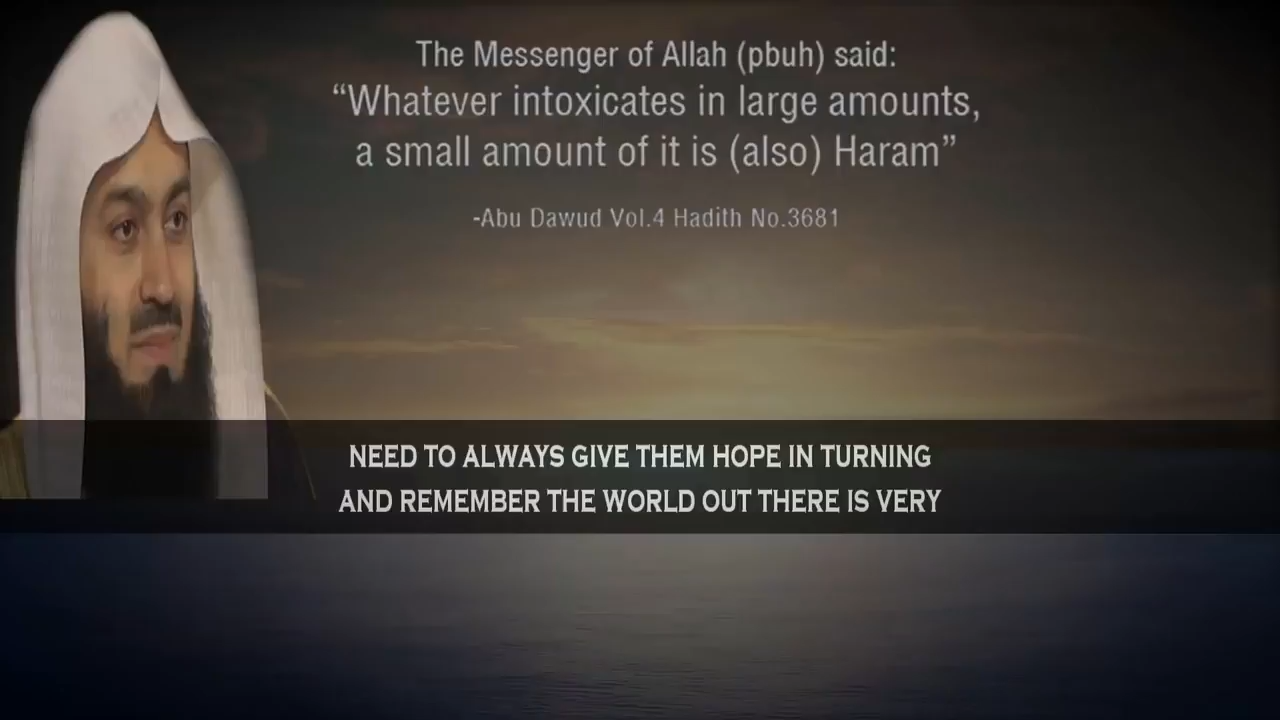 The Messenger of Allah (pbuh) said:
“Whatever intoxicates in large amounts,
a small amount of it is (also) Haram”
-Abu Dawud Vol.4 Hadith No.3681
NEED TO ALWAYS GIVE THEM HOPE IN TURNING
AND REMEMBER THE WORLD OUT THERE IS VERY